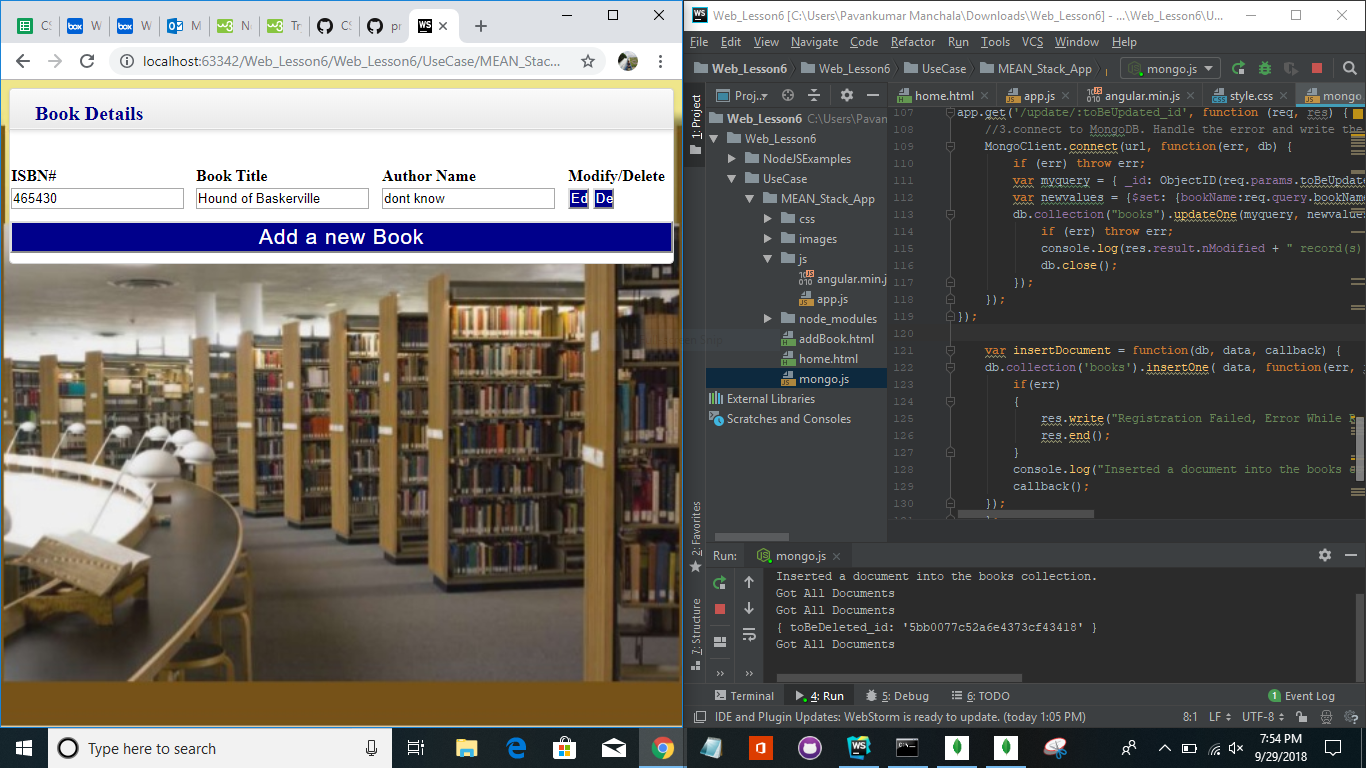 CS
W
W
M
N
Tr
CS
pr
localhost:63342/Web_Lesson6/Web_Lesson6/UseCase/MEAN_Stac...
Book Details
ISBN# Book Title Author Name Modify/Delete
465430 Hound of Baskerville dont know Ed De
Add a new Book
Web_Lesson6 [C:\Users\Pavankumar Manchala\Downloads\Web_Lesson6] - ...\Web_Lesson6\U...
File Edit View Navigate Code Refactor Run Tools VCS Window Help
Web_Lesson6 Web_Lesson6 UseCase MEAN_Stack_App mongo.js
Proj.. home.html app.js angular.min.js style.css mongo
1: Project
Web_Lesson6 C:\Users\Pavan
Web_Lesson6
NodeJSExamples
UseCase
MEAN_Stack_App
css
images
js
angular.min.j
app.js
node_modules
addBook.html
home.html
mongo.js
External Libraries
Scratches and Consoles
107 app.get('/update/:toBeUpdated_id', function (req, res) {
108 //3.connect to MongoDB. Handle the error and write the
109 MongoClient.connect(url, function(err, db) {
110 if (err) throw err;
111 var myquery = { _id: ObjectID(req.params.toBeUpdate
112 var newvalues = {$set: {bookName:req.query.bookNam
113 db.collection("books").updateOne(myquery, newvalue
114 if (err) throw err;
115 console.log(res.result.nModified + " record(s)
116 db.close();
117 });
118 });
119 });
120
121 var insertDocument = function(db, data, callback) {
122 db.collection('books').insertOne( data, function(err,
123 if(err)
124 {
125 res.write("Registration Failed, Error While
126 res.end();
127 }
128 console.log("Inserted a document into the books
129 callback();
130 });
2: Favorites
7: Structure
Run: mongo.js
Inserted a document into the books collection.
Got All Documents
Got All Documents
{ toBeDeleted_id: '5bb0077c52a6e4373cf43418' }
Got All Documents
Terminal 4: Run 5: Debug 6: TODO 1 Event Log
IDE and Plugin Updates: WebStorm is ready to update. (today 1:05 PM) 8:1 LF UTF-8
Type here to search
7:54 PM
9/29/2018